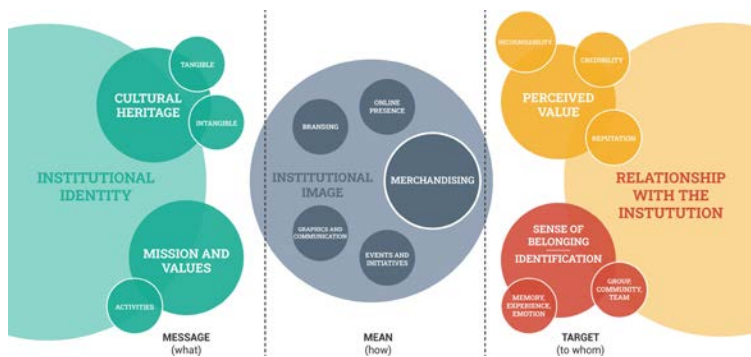 INSTITUTIONAL
IDENTITY
CULTURAL
HERITAGE
TANGIBLE
INTANGIBLE
MISSION AND
VALUES
ACTIVITIES
MESSAGE
(what)
INSTITUTIONAL
IMAGE
BRANDING
ONLINE
PRESENCE
MERCHANDISING
GRAPHICS AND
COMMUNICATION
EVENTS AND
INITIATIVES
MEAN
(how)
PERCEIVED
VALUE
CREDIBILITY
REPUTATION
SENSE OF
BELONGING
IDENTIFICATION
MEMORY,
EXPERIENCE,
EMOTION
GROUP,
COMMUNITY,
TEAM
RELATIONSHIP
WITH THE
INSTUTUTION
TARGET
(to whom)